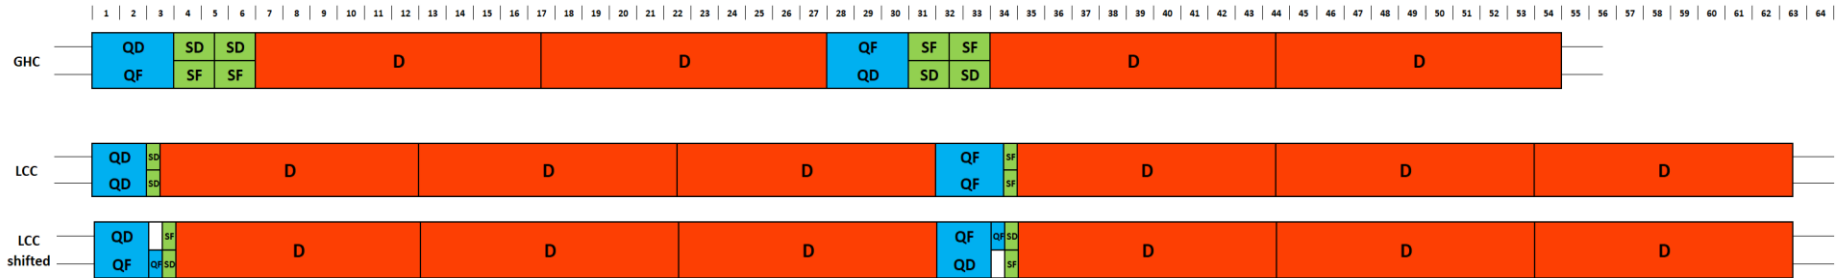 1 2 3 4 5 6 7 8 9 10 11 12 13 14 15 16 17 18 19 20 21 22 23 24 25 26 27 28 29 30 31 32 33 34 35 36 37 38 39 40 41 42 43 44 45 46 47 48 49 50 51 52 53 54 55 56 57 58 59 60 61 62 63 64
QD SD SD QF SF SF
GHC D D D D
QF SF SF QD SD SD
QD SD QF SF
LCC D D D D D D
QD SD QF SF
LCC QD SF QF QF SD
D D D D D D
shifted QF QF SD QD SF